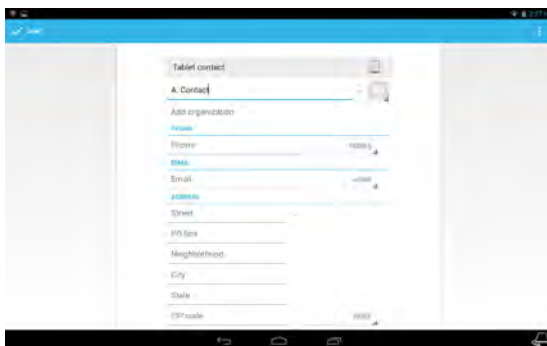 Tablet contact
A. Contact
Add organization
PHONE
Phone MOBILE
EMAIL
Email HOME
ADDRESS
Street
PO box
Neighborhood
City
State
ZIP code HOME